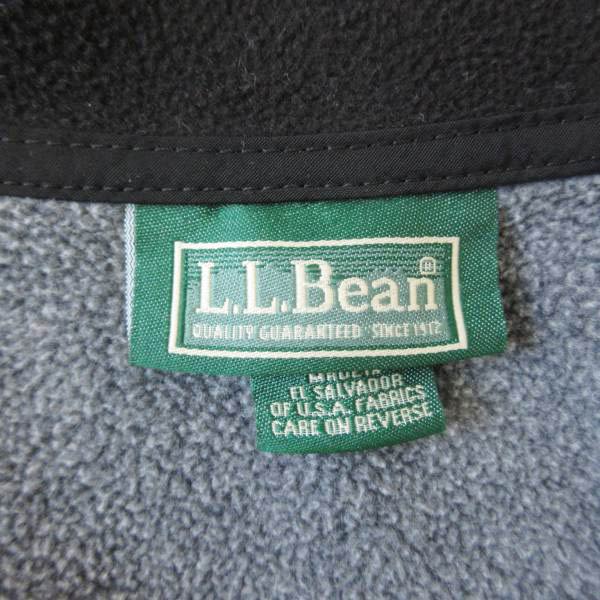 L.L.Bean®
QUALITY GUARANTEED SINCE 1912
MADE IN
EL SALVADOR
OF U.S.A. FABRICS
CARE ON REVERSE